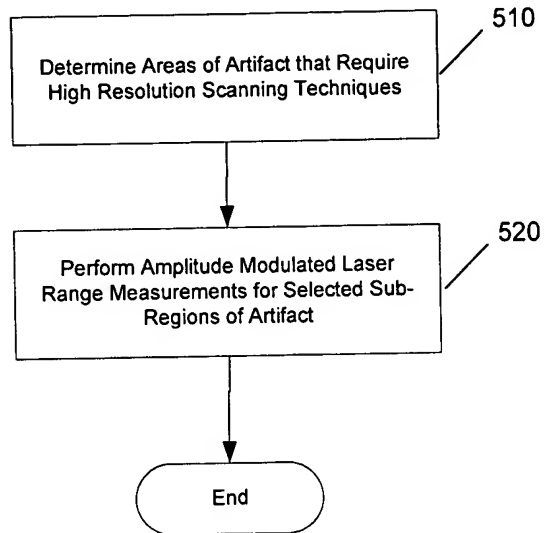 510
Determine Areas of Artifact that Require
High Resolution Scanning Techniques
520
Perform Amplitude Modulated Laser
Range Measurements for Selected Sub-
Regions of Artifact
End